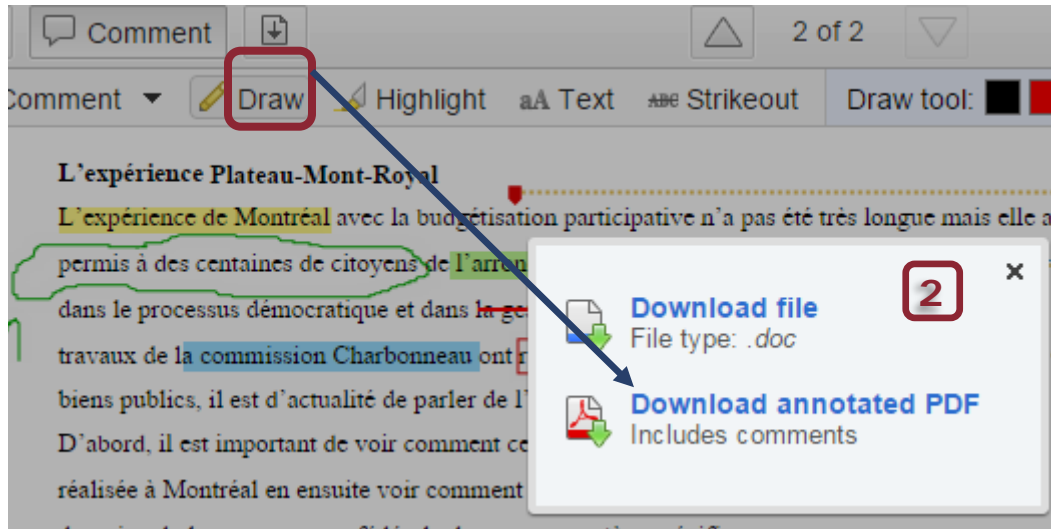 Comment
2 of 2
Comment Draw Highlight aA Text ABC Strikeout Draw tool:
L’expérience Plateau-Mont-Royal
L’expérience de Montréal avec la budgétisation participative n’a pas été très longue mais elle a
permis à des centaines de citoyens de l’arron
dans le processus démocratique et dans la ge
travaux de la commission Charbonneau ont
biens publics, il est d’actualité de parler de l’
D’abord, il est important de voir comment ce
réalisée à Montréal en ensuite voir comment
×
2
Download file
File type: .doc
Download annotated PDF
Includes comments